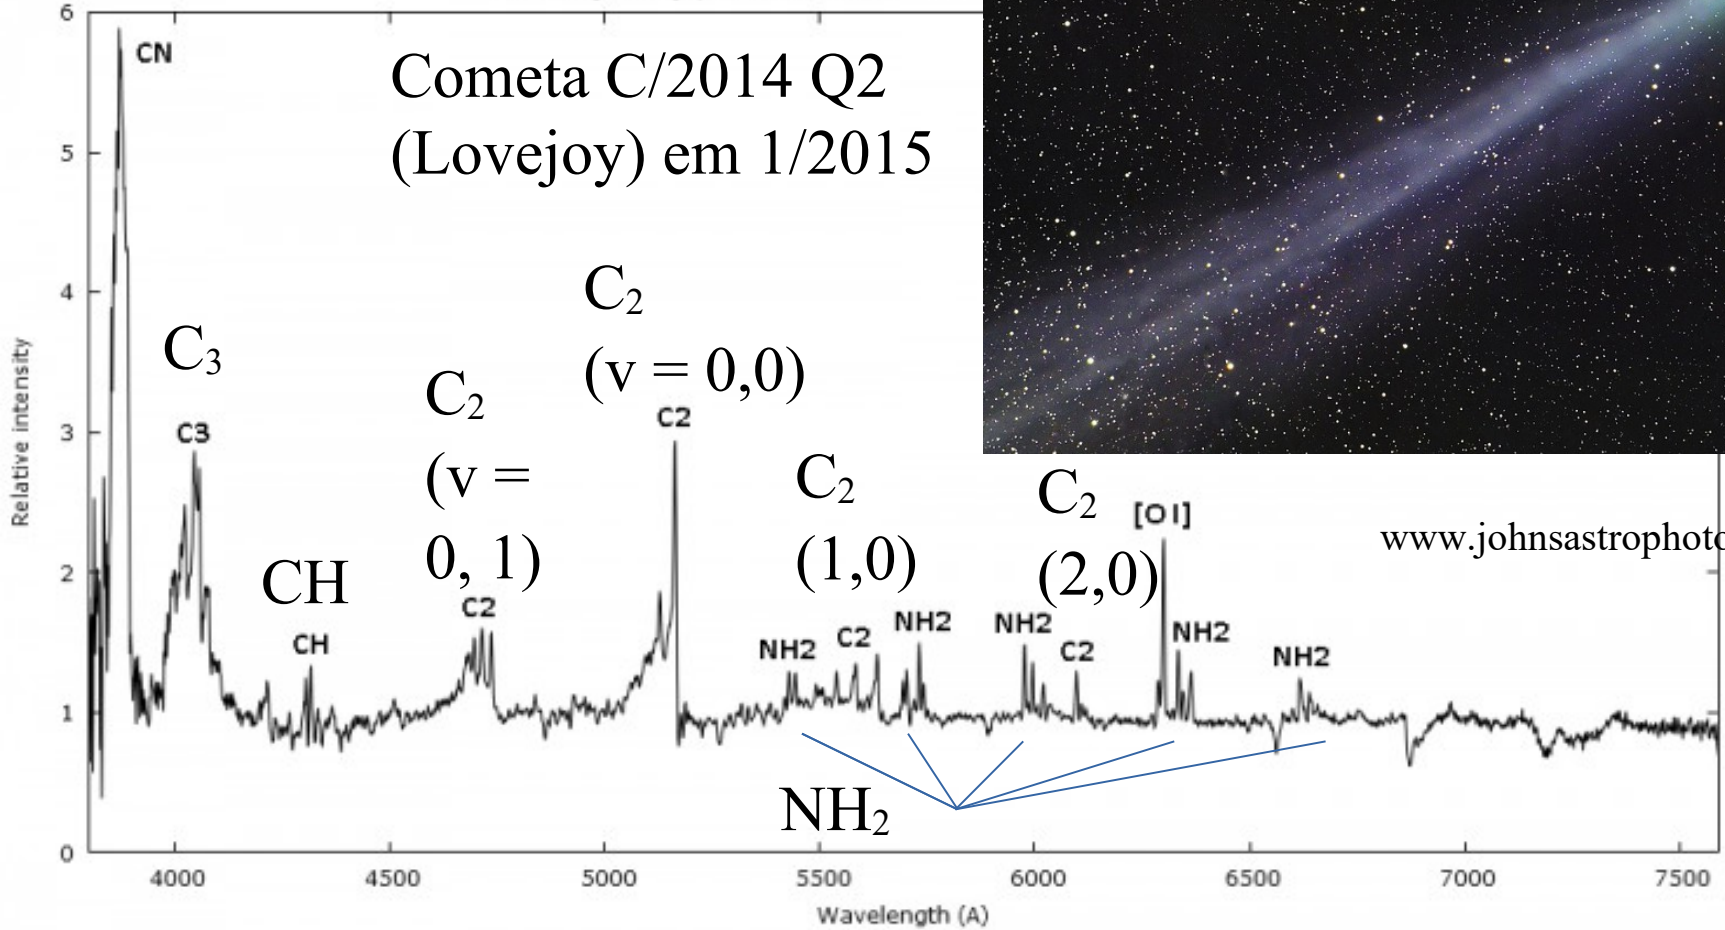 Cometa C/2014 Q2
(Lovejoy) em 1/2015
www.johnsastrophoto
Relative intensity
6
5
4
3
2
1
0
CN
C₃
C3
CH
CH
C₂
(v =
0, 1)
C2
C₂
(v = 0,0)
C2
NH2
C₂
(1,0)
C2
NH2
NH2
C₂
(2,0)
C2
[O I]
NH2
NH2
NH₂
4000
4500
5000
5500
6000
6500
7000
7500
Wavelength (A)